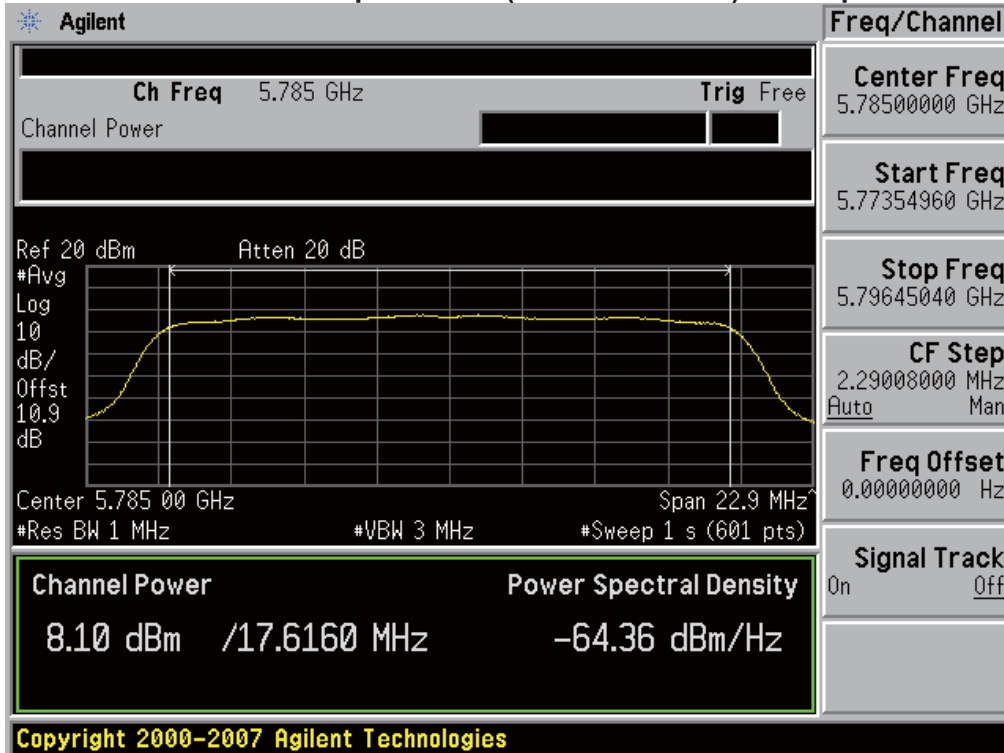 Agilent
Freq/Channel
Ch Freq 5.785 GHz
Trig Free
Channel Power
Center Freq
5.78500000 GHz
Start Freq
5.77354960 GHz
Stop Freq
5.79645040 GHz
CF Step
2.29008000 MHz
Auto Man
Freq Offset
0.00000000 Hz
Signal Track
On Off
Ref 20 dBm
Atten 20 dB
#Avg
Log
10
dB/
Offst
10.9
dB
Center 5.785 00 GHz
Span 22.9 MHz^
#Res BW 1 MHz
#VBW 3 MHz
#Sweep 1 s (601 pts)
Channel Power
Power Spectral Density
8.10 dBm /17.6160 MHz
-64.36 dBm/Hz
Copyright 2000-2007 Agilent Technologies